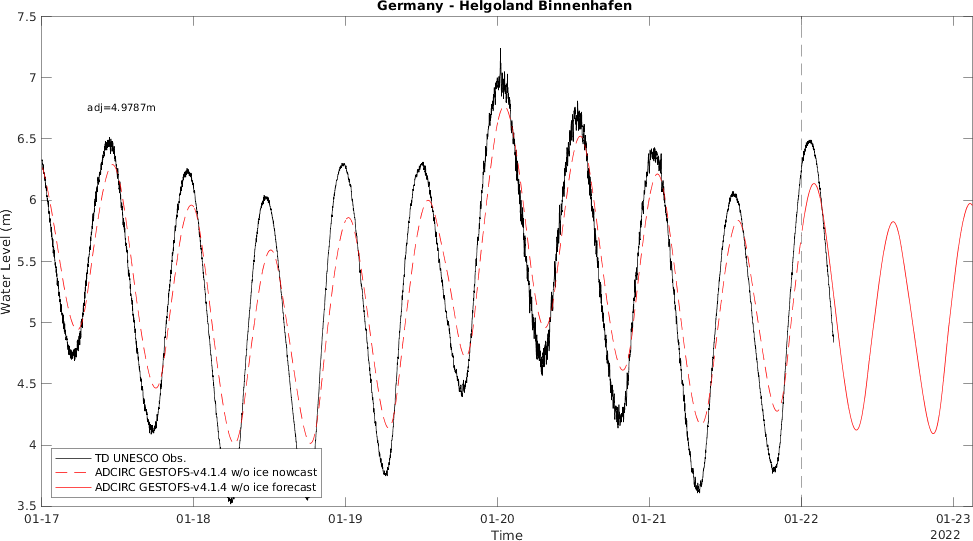 Germany - Helgoland Binnenhafen
7.5
7
6.5
6
5.5
5
4.5
4
3.5
Water Level (m)
adj=4.9787m
TD UNESCO Obs.
ADCIRC GESTOFS-v4.1.4 w/o ice nowcast
ADCIRC GESTOFS-v4.1.4 w/o ice forecast
01-17 01-18 01-19 01-20 01-21 01-22 01-23
Time
2022